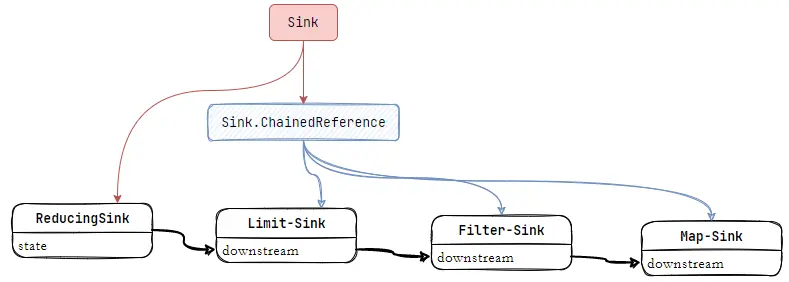 Sink
Sink.ChainedReference
ReducingSink
state
Limit-Sink
downstream
Filter-Sink
downstream
Map-Sink
downstream